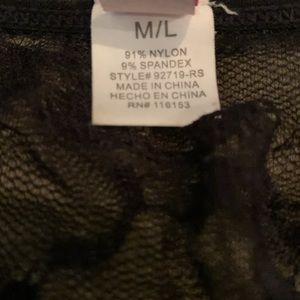 M/L
91% NYLON
9% SPANDEX
STYLE# 92719-RS
MADE IN CHINA
HECHO EN CHINA
RN# 116153